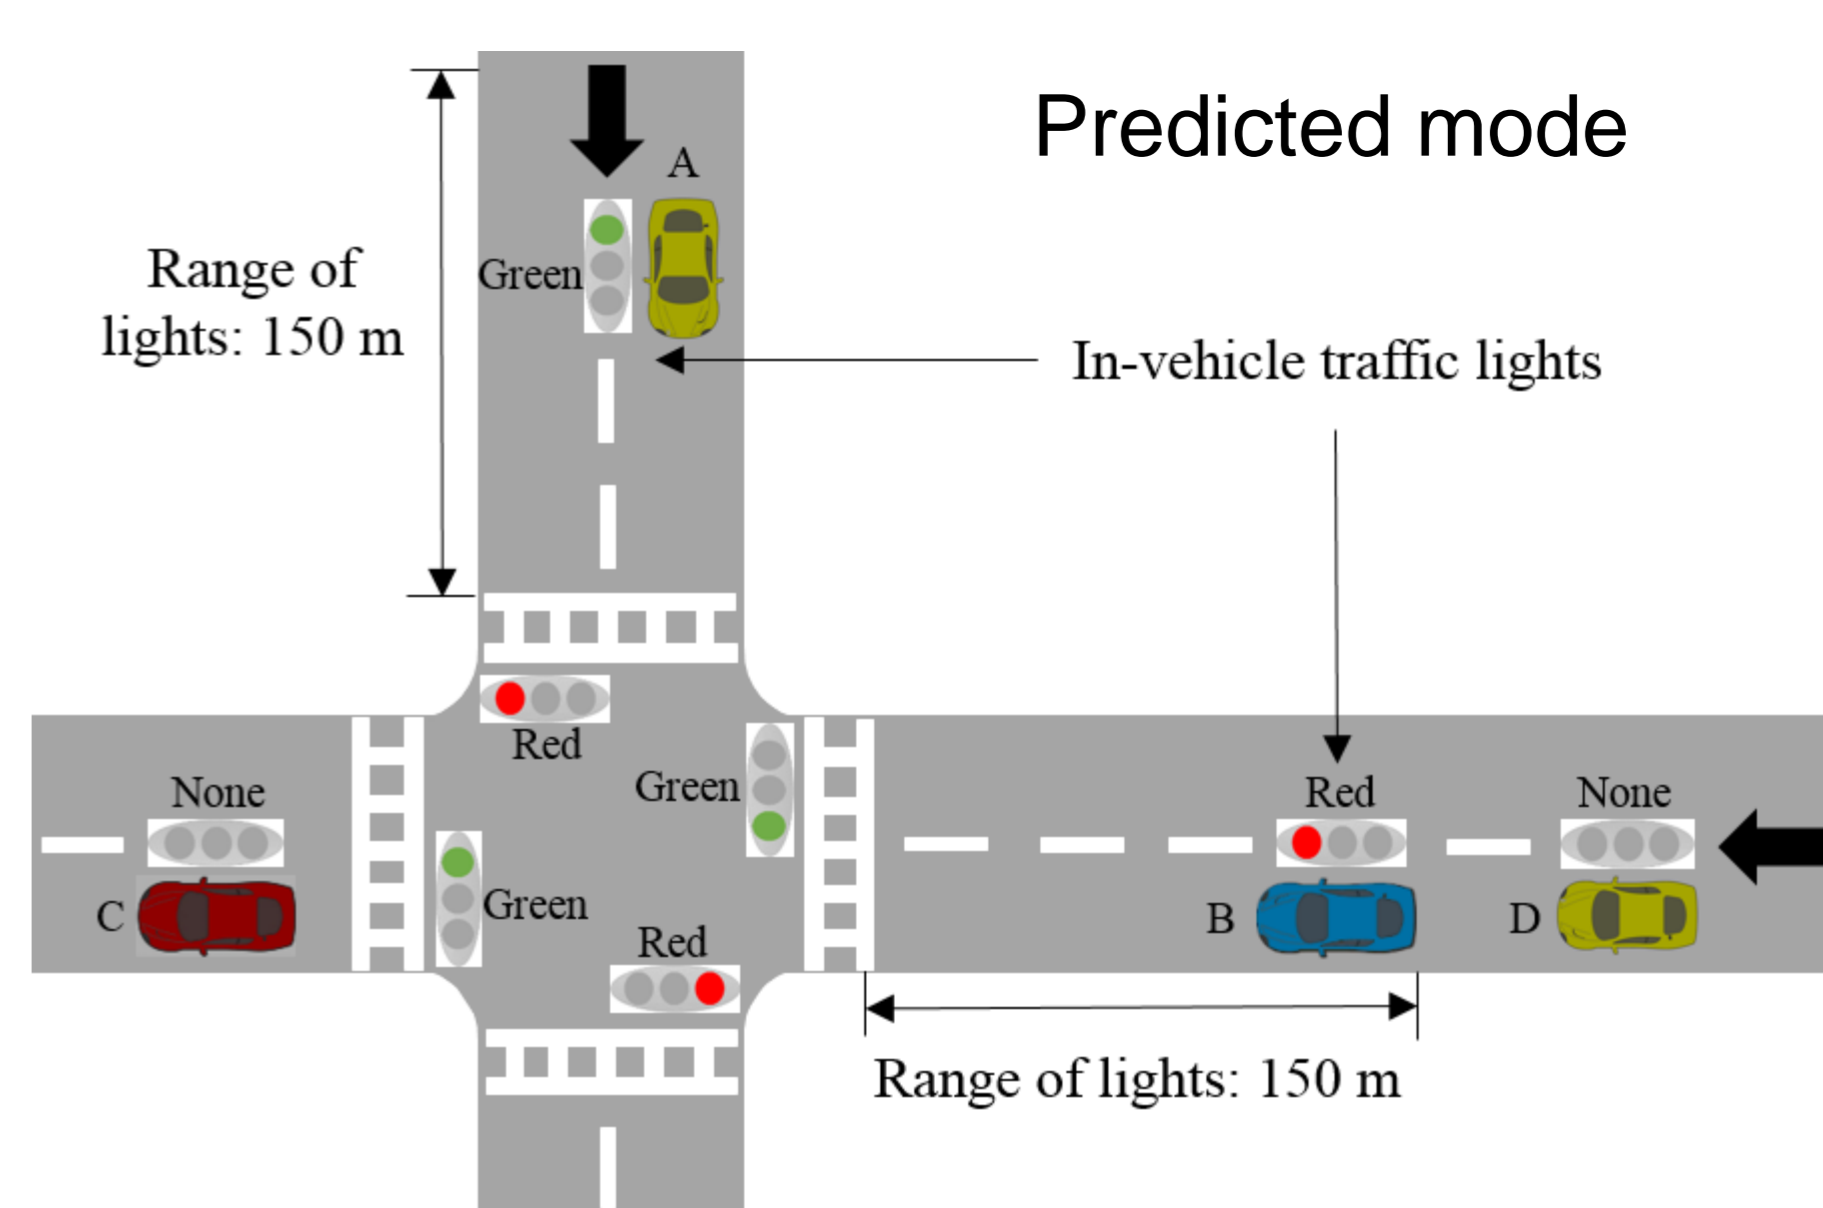 Predicted mode
A
Range of
lights: 150 m
Green
In-vehicle traffic lights
Red
Green
None
Red
None
C
Green
B
D
Red
Range of lights: 150 m